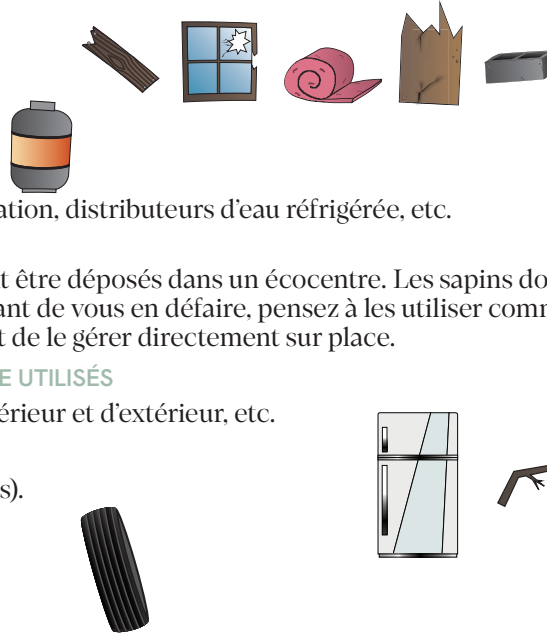 ation, distributeurs d’eau réfrigérée, etc.
t être déposés dans un écocentre. Les sapins do
ant de vous en défaire, pensez à les utiliser comm
t de le gérer directement sur place.
E UTILISÉS
érieur et d’extérieur, etc.
s).